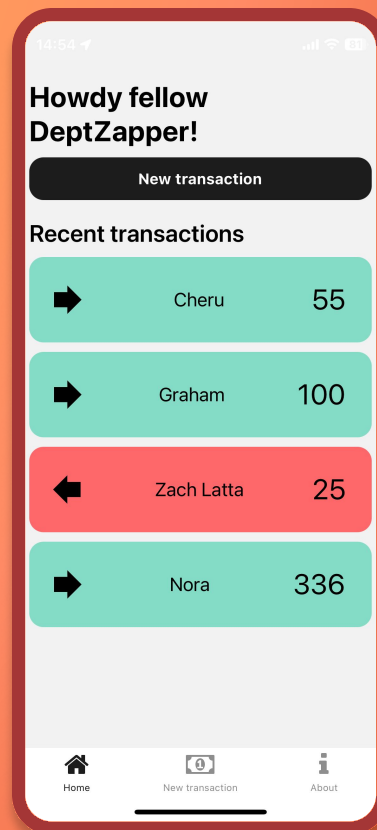 14:54
Howdy fellow
DeptZapper!
New transaction
Recent transactions
Cheru 55
Graham 100
Zach Latta 25
Nora 336
Home New transaction About